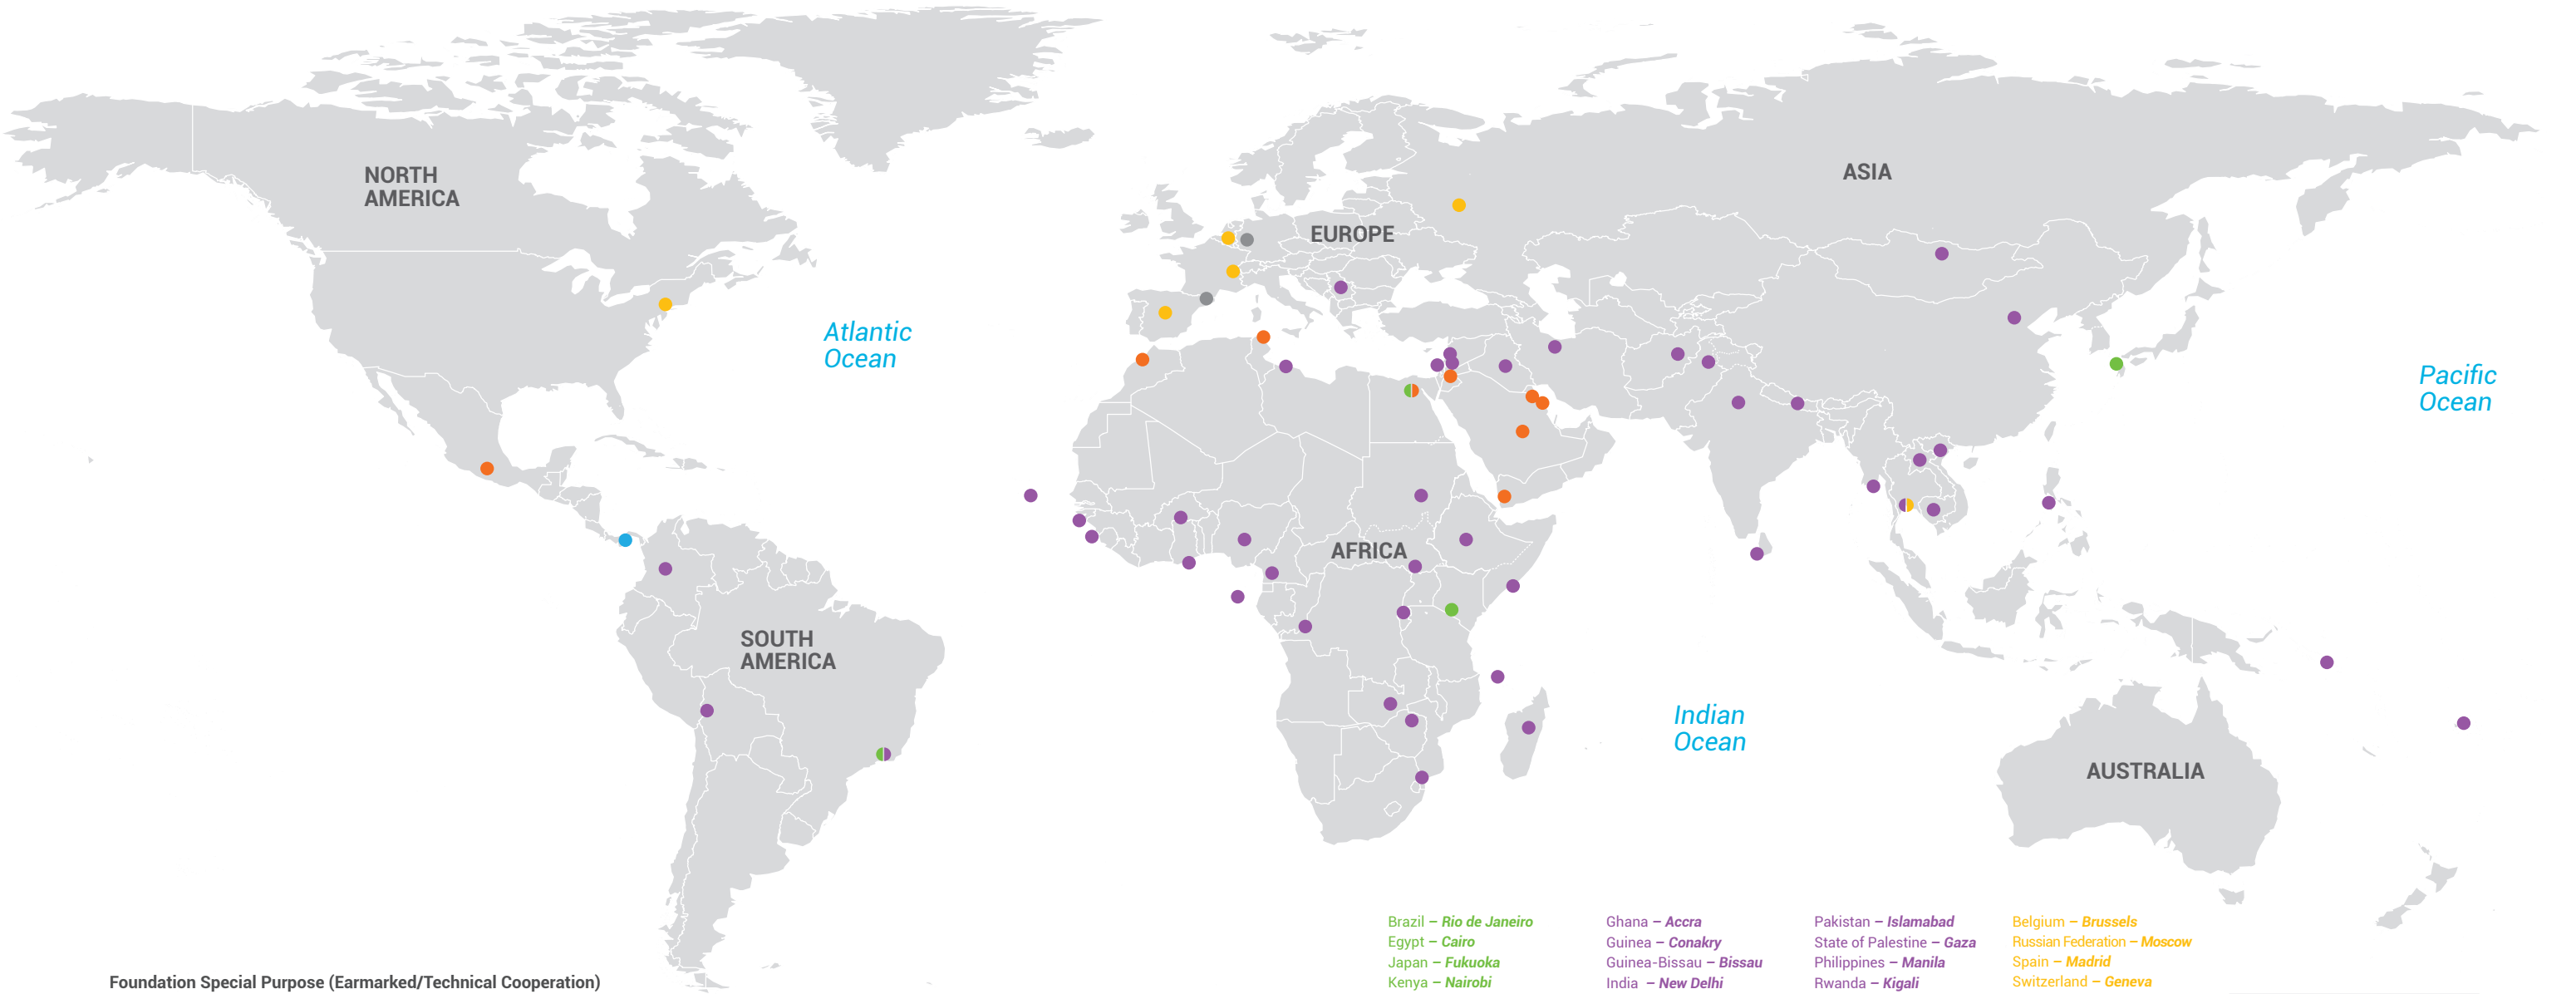 NORTH
AMERICA
ASIA
EUROPE
Atlantic
Ocean
Pacific
Ocean
AFRICA
SOUTH
AMERICA
Indian
Ocean
AUSTRALIA
Foundation Special Purpose (Earmarked/Technical Cooperation)
Brazil – Rio de Janeiro
Egypt – Cairo
Japan – Fukuoka
Kenya – Nairobi
Ghana – Accra
Guinea – Conakry
Guinea-Bissau – Bissau
India – New Delhi
Pakistan – Islamabad
State of Palestine – Gaza
Philippines – Manila
Rwanda – Kigali
Belgium – Brussels
Russian Federation – Moscow
Spain – Madrid
Switzerland – Geneva